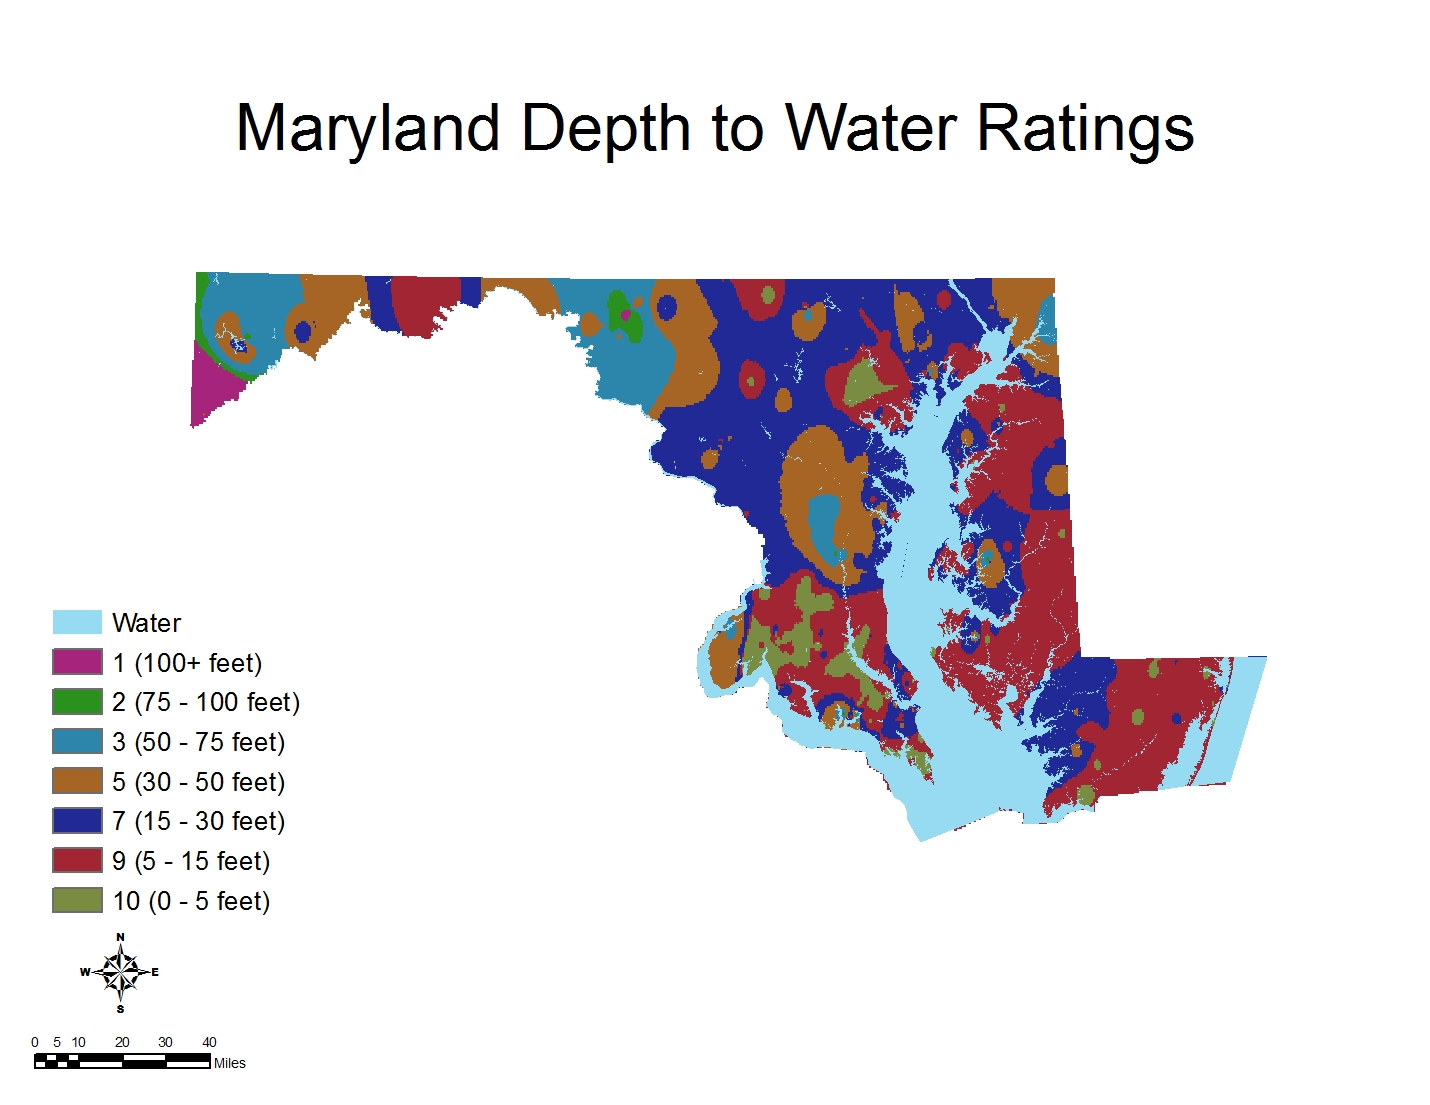 Maryland Depth to Water Ratings
Water
1 (100+ feet)
2 (75 - 100 feet)
3 (50 - 75 feet)
5 (30 - 50 feet)
7 (15 - 30 feet)
9 (5 - 15 feet)
10 (0 - 5 feet)
N
W E
S
0 5 10 20 30 40
Miles